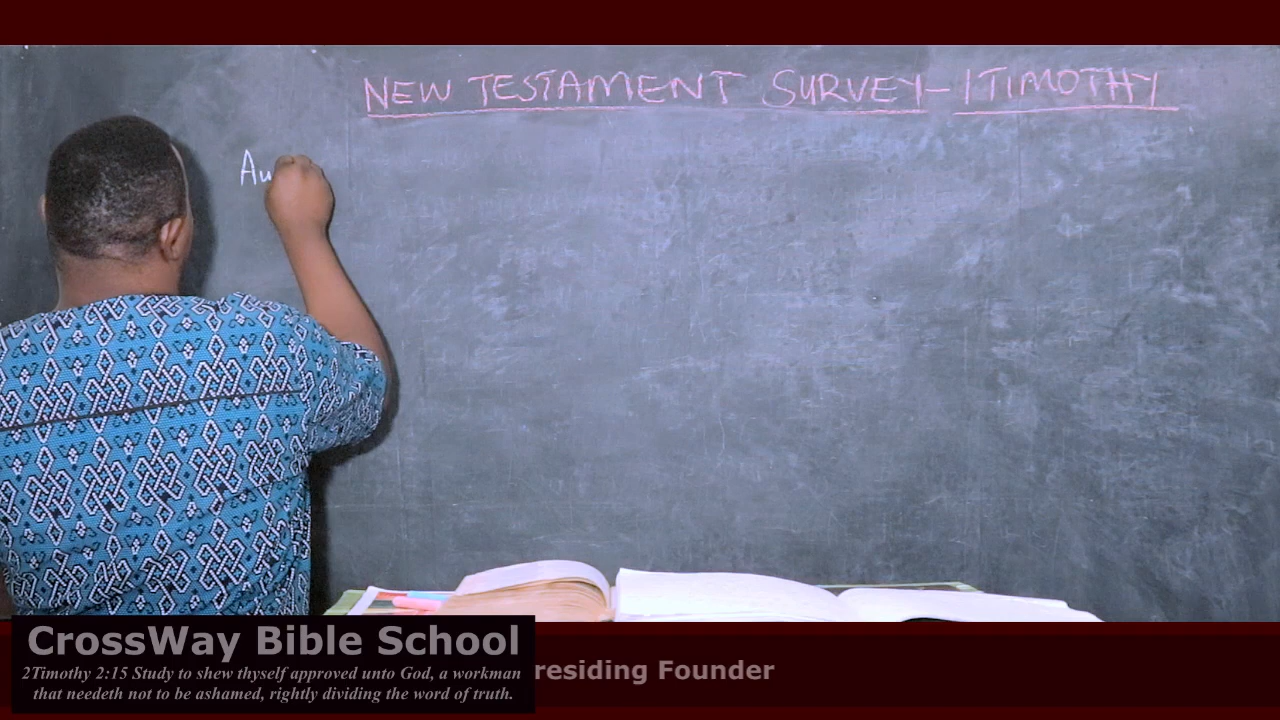 NEW TESTAMENT SURVEY - 1 TIMOTHY
Au
CrossWay Bible School
2Timothy 2:15 Study to shew thyself approved unto God, a workman
that needeth not to be ashamed, rightly dividing the word of truth.
residing Founder